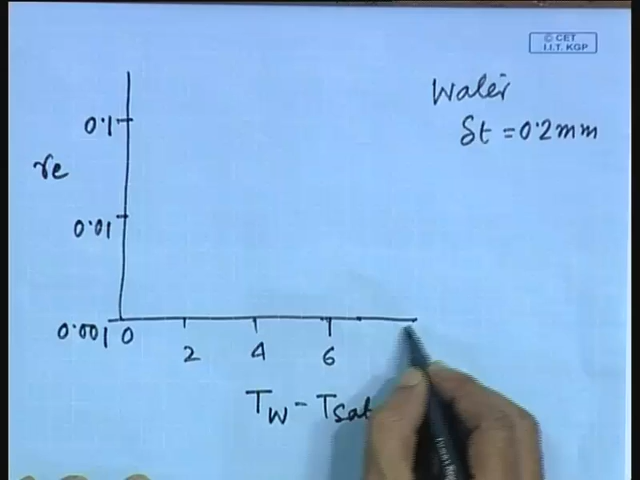 © CET
I.I.T. KGP
Water
δt = 0.2mm
0.1
re
0.01
0.001 0
2 4 6
Tw - Tsat